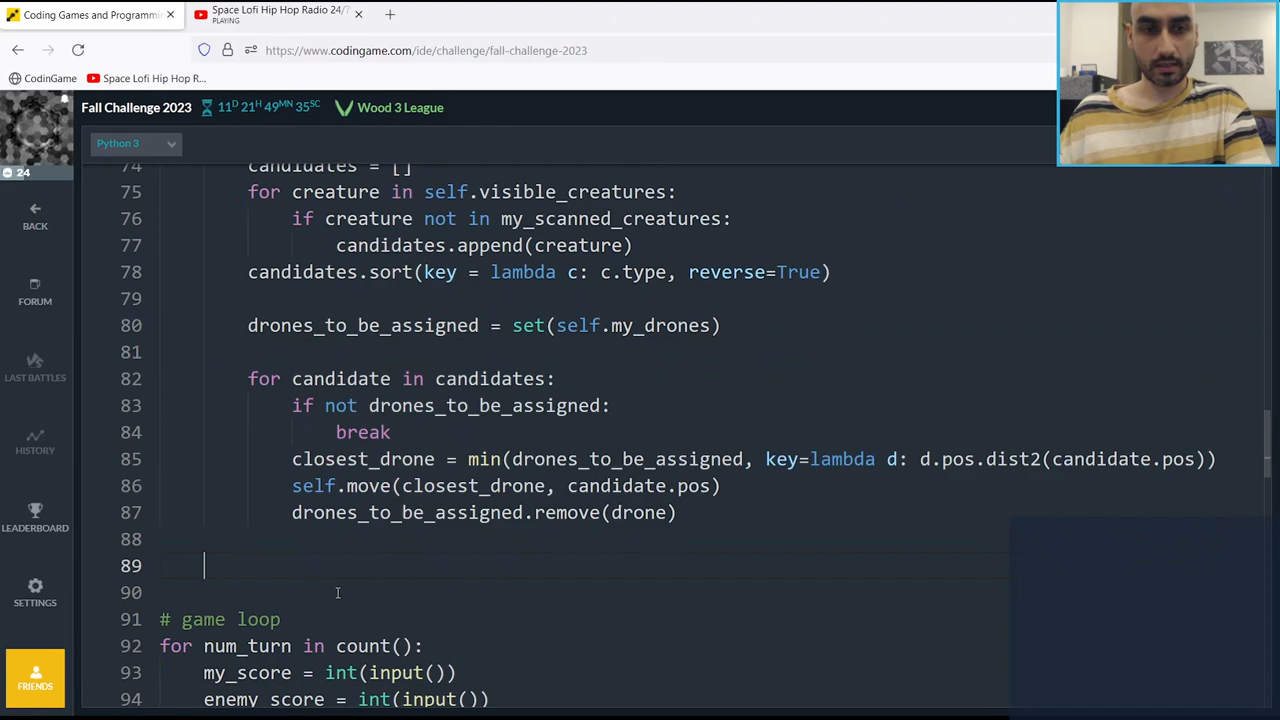 Coding Games and Programmin
Space Lofi Hip Hop Radio 24/7
PLAYING
https://www.codingame.com/ide/challenge/fall-challenge-2023
CodinGame
Space Lofi Hip Hop R...
Fall Challenge 2023
11D 21H 49MN 35SC
Wood 3 League
Python 3
24
BACK
FORUM
LAST BATTLES
HISTORY
LEADERBOARD
SETTINGS
FRIENDS
74 candidates = []
75 for creature in self.visible_creatures:
76 if creature not in my_scanned_creatures:
77 candidates.append(creature)
78 candidates.sort(key = lambda c: c.type, reverse=True)
79
80 drones_to_be_assigned = set(self.my_drones)
81
82 for candidate in candidates:
83 if not drones_to_be_assigned:
84 break
85 closest_drone = min(drones_to_be_assigned, key=lambda d: d.pos.dist2(candidate.pos))
86 self.move(closest_drone, candidate.pos)
87 drones_to_be_assigned.remove(drone)
88
89
90
91 # game loop
92 for num_turn in count():
93 my_score = int(input())
94 enemy_score = int(input())